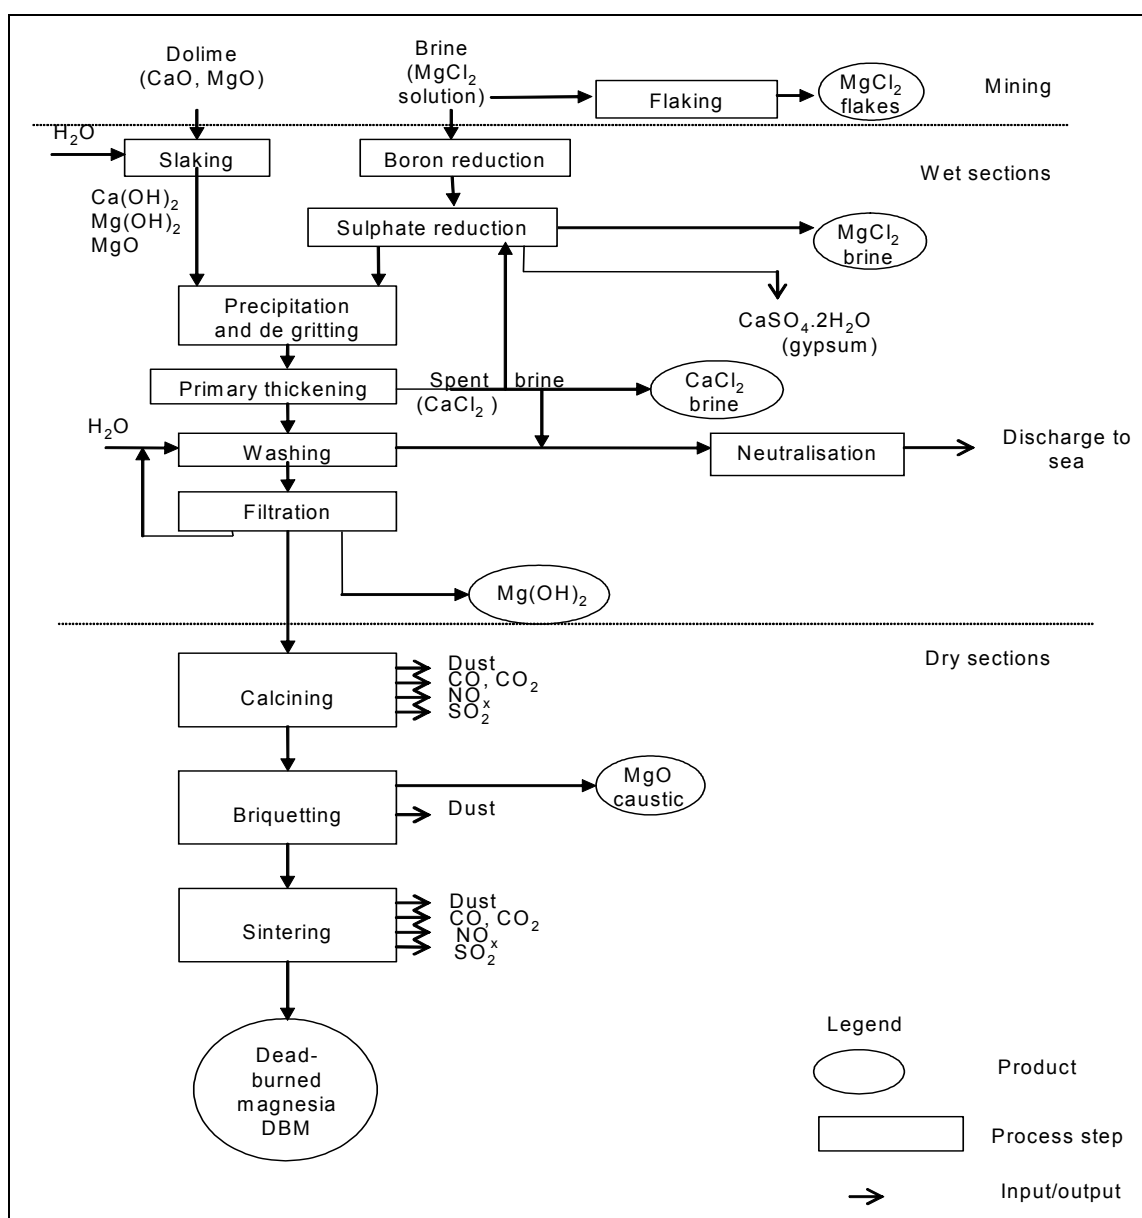 Dolime
(CaO, MgO)
Brine
(MgCl2
solution)
Flaking
MgCl2
flakes
Mining
H2O
Slaking
Boron reduction
Wet sections
Ca(OH)2
Mg(OH)2
MgO
Sulphate reduction
MgCl2
brine
Precipitation
and de gritting
CaSO4.2H2O
(gypsum)
Primary thickening
Spent brine
(CaCl2 )
CaCl2
brine
H2O
Washing
Neutralisation
Discharge to
sea
Filtration
Mg(OH)2
Dry sections
Calcining
Dust
CO, CO2
NOx
SO2
Briquetting
MgO
caustic
Dust
Sintering
Dust
CO, CO2
NOx
SO2
Dead-
burned
magnesia
DBM
Legend
Product
Process step
Input/output